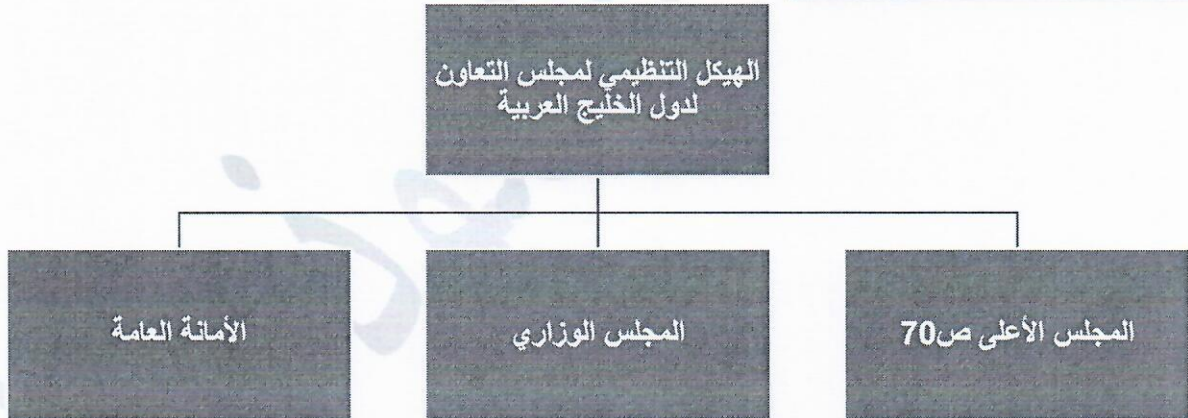 الهيكل التنظيمي لمجلس التعاون
لدول الخليج العربية
المجلس الأعلى ص70
المجلس الوزاري
الأمانة العامة